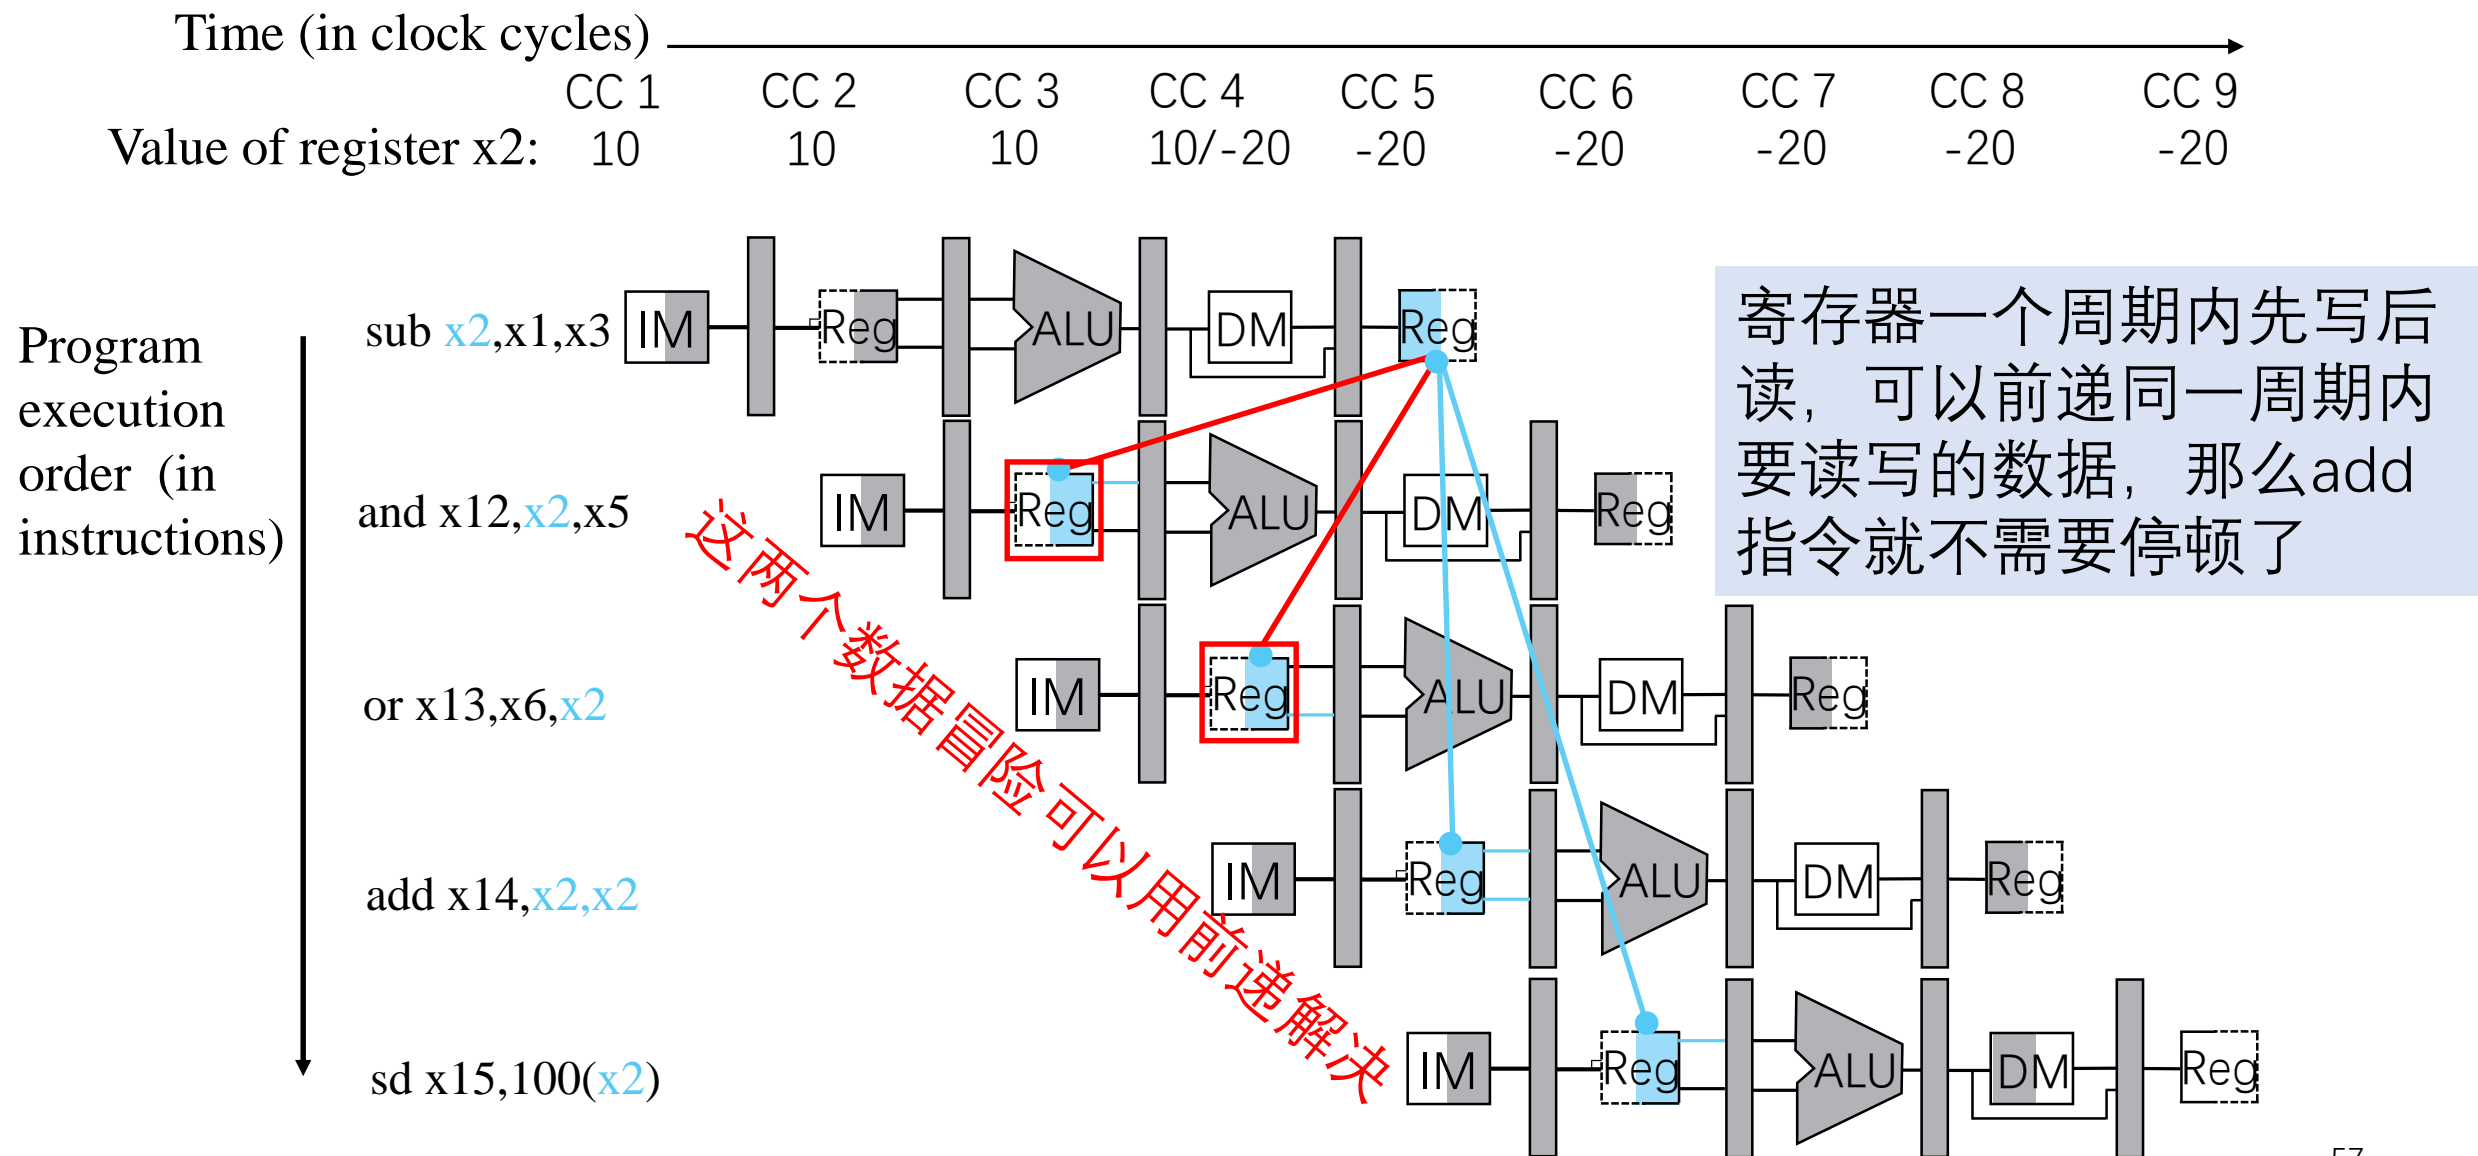 Time (in clock cycles)
CC 1 CC 2 CC 3 CC 4 CC 5 CC 6 CC 7 CC 8 CC 9
Value of register x2: 10 10 10 10/-20 -20 -20 -20 -20 -20
Program
execution
order (in
instructions)
sub x2,x1,x3 IM Reg ALU DM Reg
and x12,x2,x5 IM Reg ALU DM Reg
or x13,x6,x2 IM Reg ALU DM Reg
add x14,x2,x2 IM Reg ALU DM Reg
sd x15,100(x2) IM Reg ALU DM Reg
这两个数据冒险可以用前递解决
寄存器一个周期内先写后
读，可以前递同一周期内
要读写的数据，那么add
指令就不需要停顿了
57